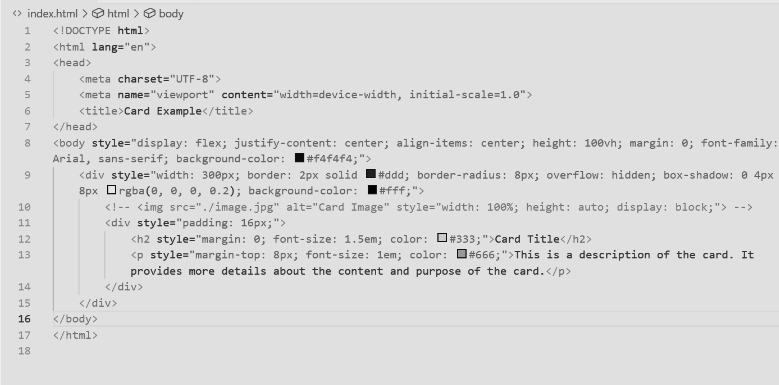 index.html > html > body
1 <!DOCTYPE html>
2 <html lang="en">
3 <head>
4 <meta charset="UTF-8">
5 <meta name="viewport" content="width=device-width, initial-scale=1.0">
6 <title>Card Example</title>
7 </head>
8 <body style="display: flex; justify-content: center; align-items: center; height: 100vh; margin: 0; font-family:
Arial, sans-serif; background-color: #f4f4f4;">
9 <div style="width: 300px; border: 2px solid #ddd; border-radius: 8px; overflow: hidden; box-shadow: 0 4px
8px rgba(0, 0, 0, 0.2); background-color: #fff;">
10 <!-- <img src="./image.jpg" alt="Card Image" style="width: 100%; height: auto; display: block;"> -->
11 <div style="padding: 16px;">
12 <h2 style="margin: 0; font-size: 1.5em; color: #333;">Card Title</h2>
13 <p style="margin-top: 8px; font-size: 1em; color: #666;">This is a description of the card. It
provides more details about the content and purpose of the card.</p>
14 </div>
15 </div>
16 </body>
17 </html>
18